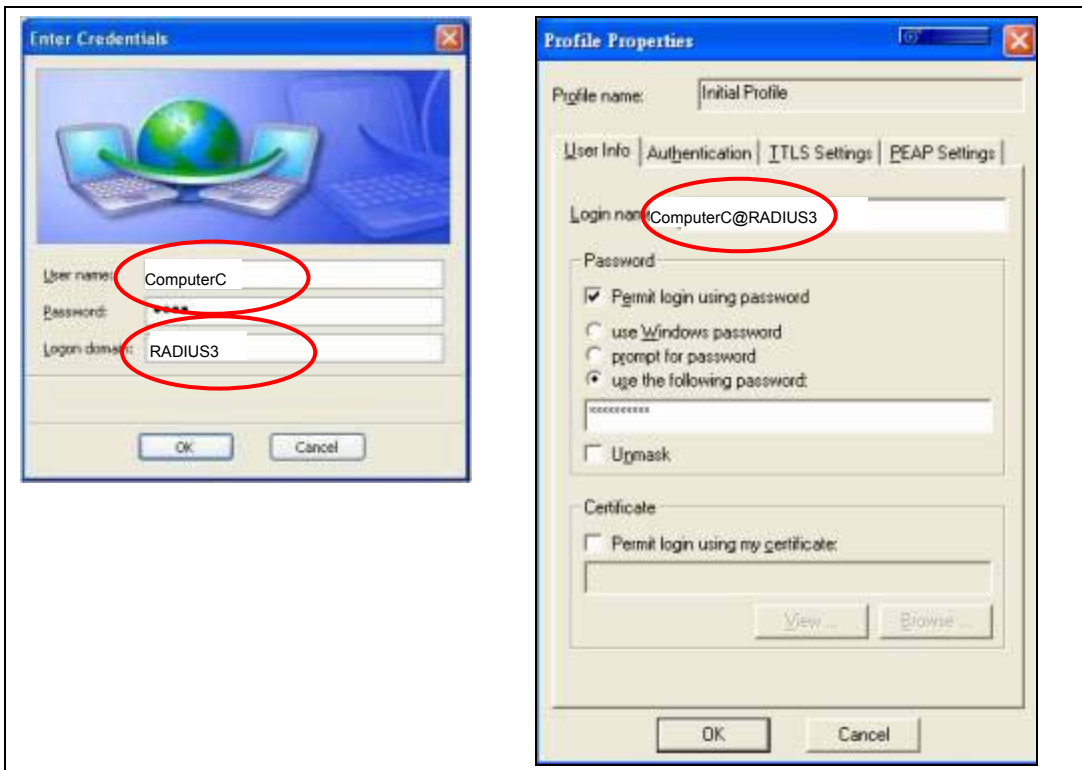 Enter Credentials
User name:
ComputerC
Password:
••••
Logon domain:
RADIUS3
OK
Cancel
Profile Properties
Profile name:
Initial Profile
User Info
Authentication
TTLS Settings
PEAP Settings
Login name
ComputerC@RADIUS3
Password
Permit login using password
use Windows password
prompt for password
use the following password:
**********
Unmask
Certificate
Permit login using my certificate:
View ...
Browse ...
OK
Cancel